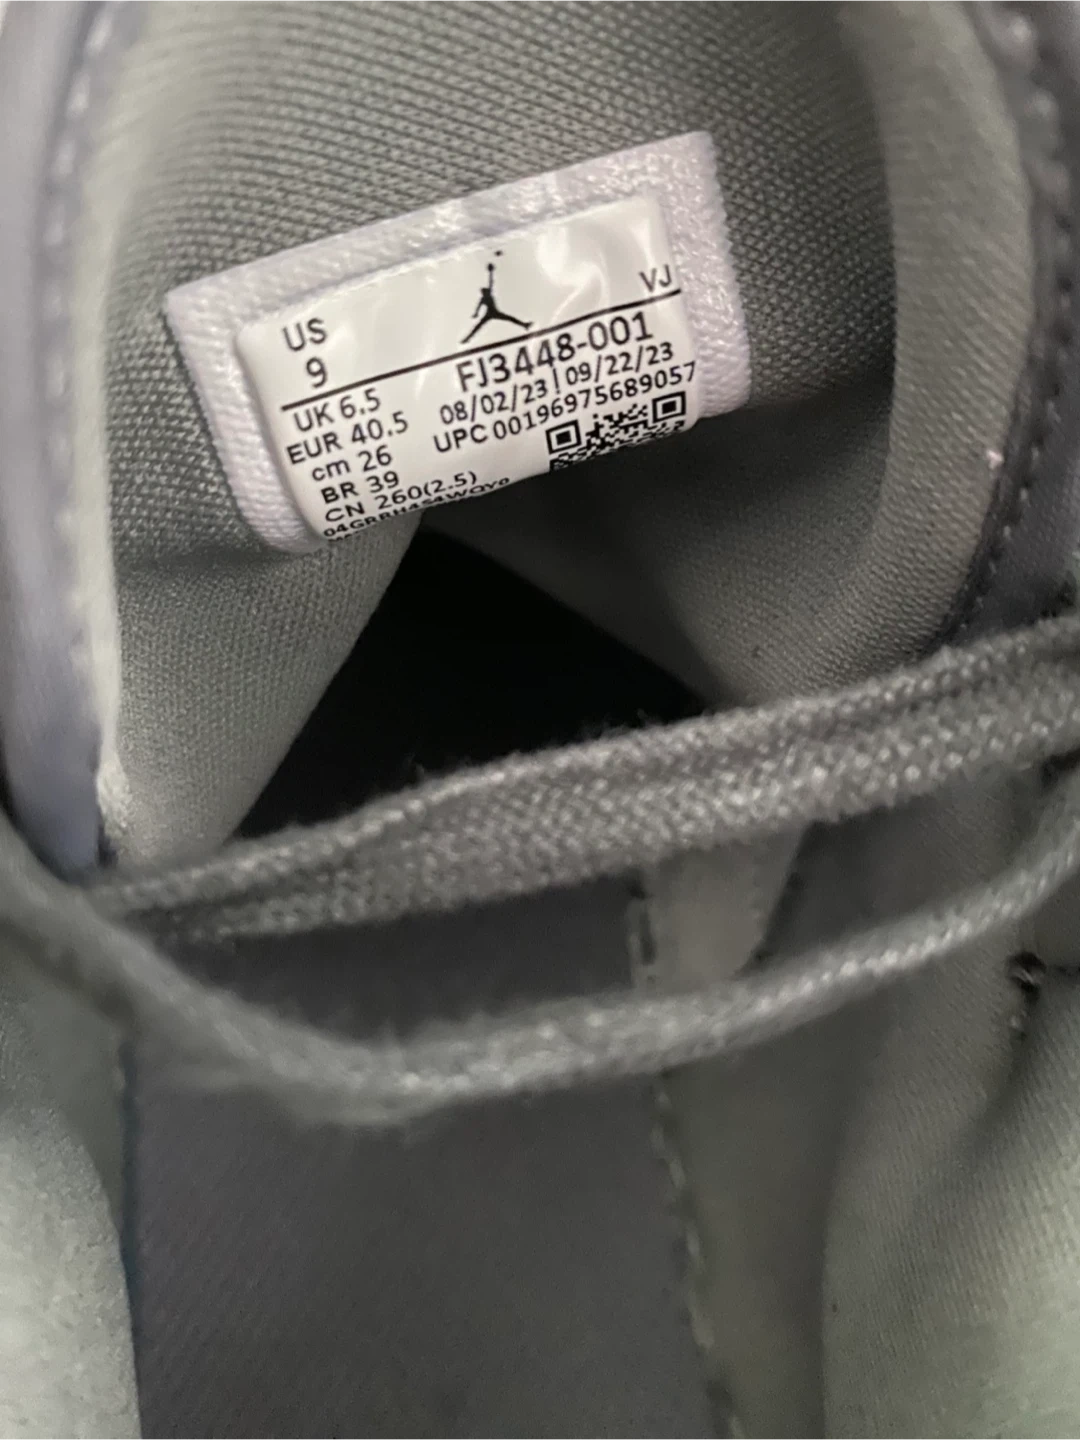 US
9
VJ
UK 6.5
EUR 40.5
cm 26
BR 39
CN 260(2.5)
FJ3448-001
08/02/23 | 09/22/23
UPC 00196975689057